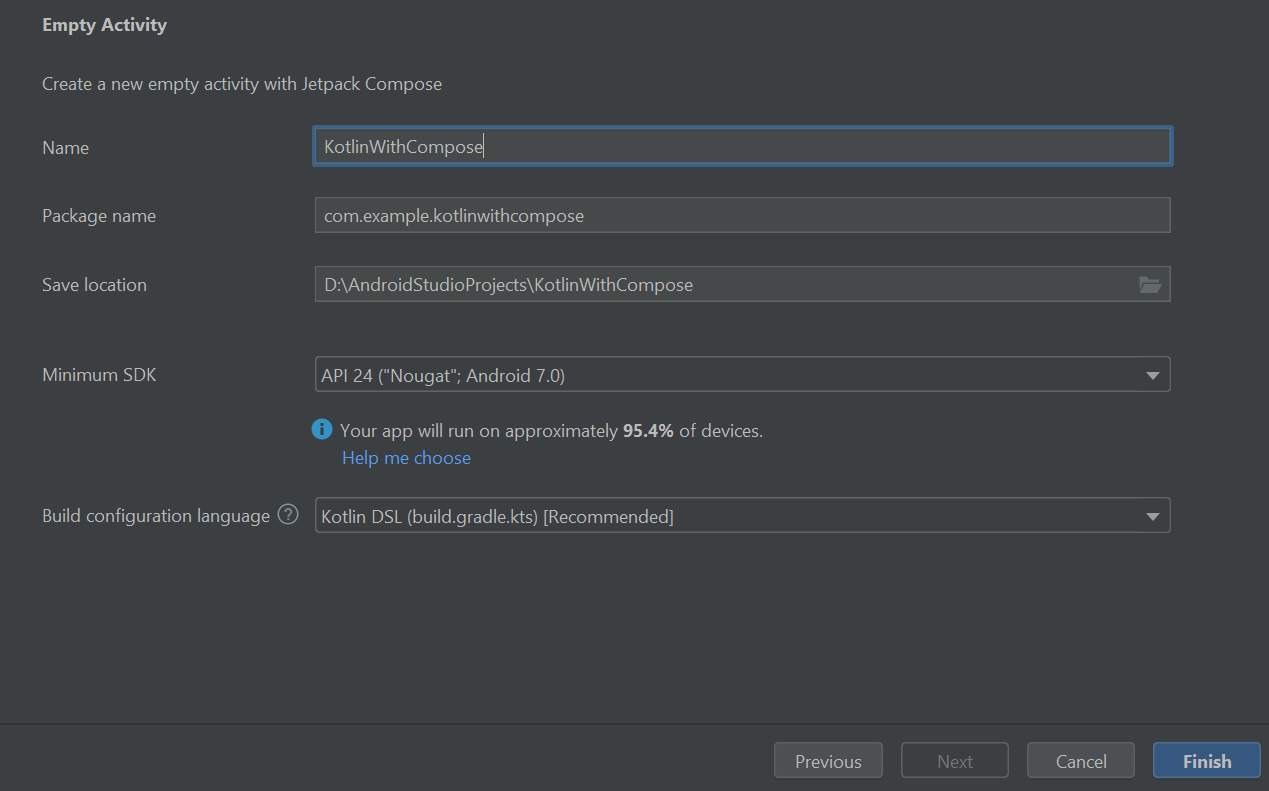 Empty Activity
Create a new empty activity with Jetpack Compose
Name
KotlinWithCompose
Package name
com.example.kotlinwithcompose
Save location
D:\AndroidStudioProjects\KotlinWithCompose
Minimum SDK
API 24 ("Nougat"; Android 7.0)
i Your app will run on approximately 95.4% of devices.
Help me choose
Build configuration language ?
Kotlin DSL (build.gradle.kts) [Recommended]
Previous
Next
Cancel
Finish